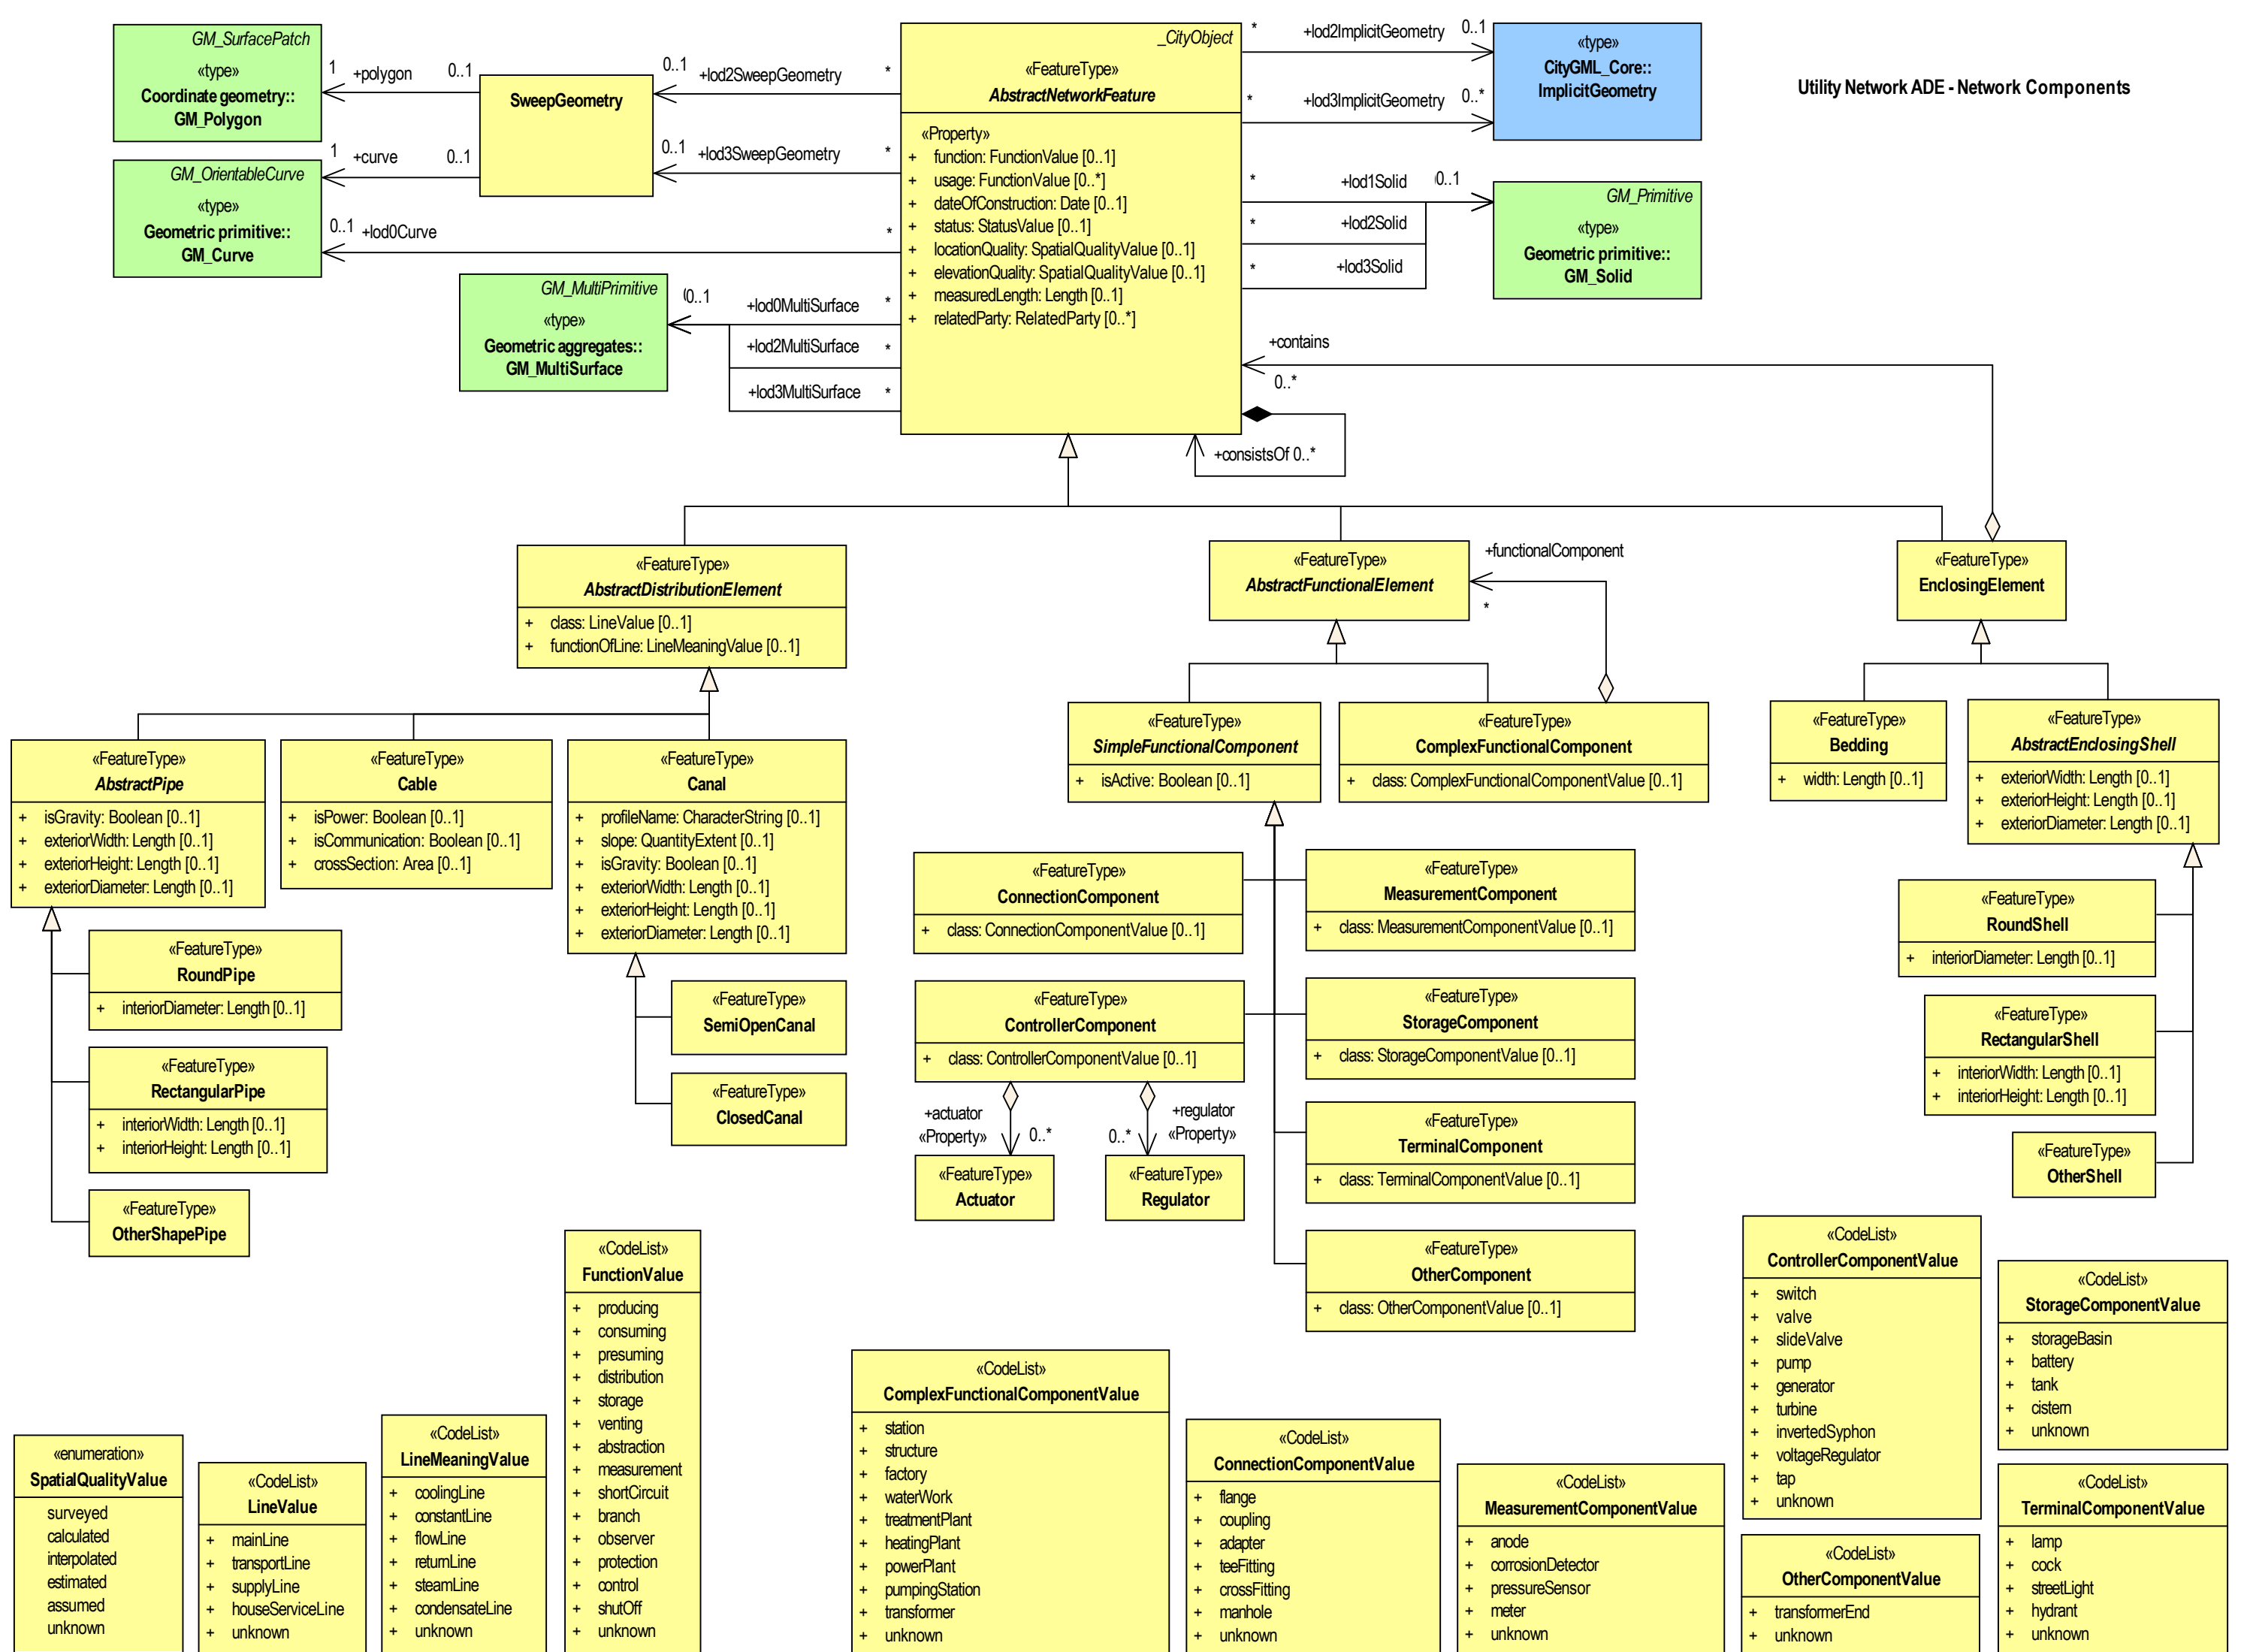 Utility Network ADE - Network Components
GM_SurfacePatch
«type»
Coordinate geometry::
GM_Polygon
1
+polygon
0..1
SweepGeometry
0..1
+lod2SweepGeometry
*
1
+curve
0..1
0..1
+lod3SweepGeometry
*
GM_OrientableCurve
«type»
Geometric primitive::
GM_Curve
0..1
+lod0Curve
*
GM_MultiPrimitive
«type»
Geometric aggregates::
GM_MultiSurface
0..1
+lod0MultiSurface
*
+lod2MultiSurface
*
+lod3MultiSurface
*
_CityObject
«FeatureType»
AbstractNetworkFeature
«Property»
+ function: FunctionValue [0..1]
+ usage: FunctionValue [0..*]
+ dateOfConstruction: Date [0..1]
+ status: StatusValue [0..1]
+ locationQuality: SpatialQualityValue [0..1]
+ elevationQuality: SpatialQualityValue [0..1]
+ measuredLength: Length [0..1]
+ relatedParty: RelatedParty [0..*]
*
+lod2ImplicitGeometry
0..1
*
+lod3ImplicitGeometry
0..*
«type»
CityGML_Core::
ImplicitGeometry
*
+lod1Solid
0..1
*
+lod2Solid
*
+lod3Solid
GM_Primitive
«type»
Geometric primitive::
GM_Solid
+contains
0..*
+consistsOf 0..*
«FeatureType»
AbstractDistributionElement
+ class: LineValue [0..1]
+ functionOfLine: LineMeaningValue [0..1]
«FeatureType»
AbstractFunctionalElement
+functionalComponent
*
«FeatureType»
EnclosingElement
«FeatureType»
AbstractPipe
+ isGravity: Boolean [0..1]
+ exteriorWidth: Length [0..1]
+ exteriorHeight: Length [0..1]
+ exteriorDiameter: Length [0..1]
«FeatureType»
Cable
+ isPower: Boolean [0..1]
+ isCommunication: Boolean [0..1]
+ crossSection: Area [0..1]
«FeatureType»
Canal
+ profileName: CharacterString [0..1]
+ slope: QuantityExtent [0..1]
+ isGravity: Boolean [0..1]
+ exteriorWidth: Length [0..1]
+ exteriorHeight: Length [0..1]
+ exteriorDiameter: Length [0..1]
«FeatureType»
SimpleFunctionalComponent
+ isActive: Boolean [0..1]
«FeatureType»
ComplexFunctionalComponent
+ class: ComplexFunctionalComponentValue [0..1]
«FeatureType»
Bedding
+ width: Length [0..1]
«FeatureType»
AbstractEnclosingShell
+ exteriorWidth: Length [0..1]
+ exteriorHeight: Length [0..1]
+ exteriorDiameter: Length [0..1]
«FeatureType»
RoundPipe
+ interiorDiameter: Length [0..1]
«FeatureType»
RectangularPipe
+ interiorWidth: Length [0..1]
+ interiorHeight: Length [0..1]
«FeatureType»
OtherShapePipe
«FeatureType»
SemiOpenCanal
«FeatureType»
ClosedCanal
«FeatureType»
ConnectionComponent
+ class: ConnectionComponentValue [0..1]
«FeatureType»
MeasurementComponent
+ class: MeasurementComponentValue [0..1]
«FeatureType»
ControllerComponent
+ class: ControllerComponentValue [0..1]
«FeatureType»
StorageComponent
+ class: StorageComponentValue [0..1]
+actuator
«Property»
0..*
+regulator
«Property»
0..*
«FeatureType»
Actuator
«FeatureType»
Regulator
«FeatureType»
TerminalComponent
+ class: TerminalComponentValue [0..1]
«FeatureType»
OtherComponent
+ class: OtherComponentValue [0..1]
«FeatureType»
RoundShell
+ interiorDiameter: Length [0..1]
«FeatureType»
RectangularShell
+ interiorWidth: Length [0..1]
+ interiorHeight: Length [0..1]
«FeatureType»
OtherShell
«enumeration»
SpatialQualityValue
surveyed
calculated
interpolated
estimated
assumed
unknown
«CodeList»
LineValue
+ mainLine
+ transportLine
+ supplyLine
+ houseServiceLine
+ unknown
«CodeList»
LineMeaningValue
+ coolingLine
+ constantLine
+ flowLine
+ returnLine
+ steamLine
+ condensateLine
+ unknown
«CodeList»
FunctionValue
+ producing
+ consuming
+ presuming
+ distribution
+ storage
+ venting
+ abstraction
+ measurement
+ shortCircuit
+ branch
+ observer
+ protection
+ control
+ shutOff
+ unknown
«CodeList»
ComplexFunctionalComponentValue
+ station
+ structure
+ factory
+ waterWork
+ treatmentPlant
+ heatingPlant
+ powerPlant
+ pumpingStation
+ transformer
+ unknown
«CodeList»
ConnectionComponentValue
+ flange
+ coupling
+ adapter
+ teeFitting
+ crossFitting
+ manhole
+ unknown
«CodeList»
MeasurementComponentValue
+ anode
+ corrosionDetector
+ pressureSensor
+ meter
+ unknown
«CodeList»
ControllerComponentValue
+ switch
+ valve
+ slideValve
+ pump
+ generator
+ turbine
+ invertedSyphon
+ voltageRegulator
+ tap
+ unknown
«CodeList»
OtherComponentValue
+ transformerEnd
+ unknown
«CodeList»
StorageComponentValue
+ storageBasin
+ battery
+ tank
+ cistern
+ unknown
«CodeList»
TerminalComponentValue
+ lamp
+ cock
+ streetLight
+ hydrant
+ unknown